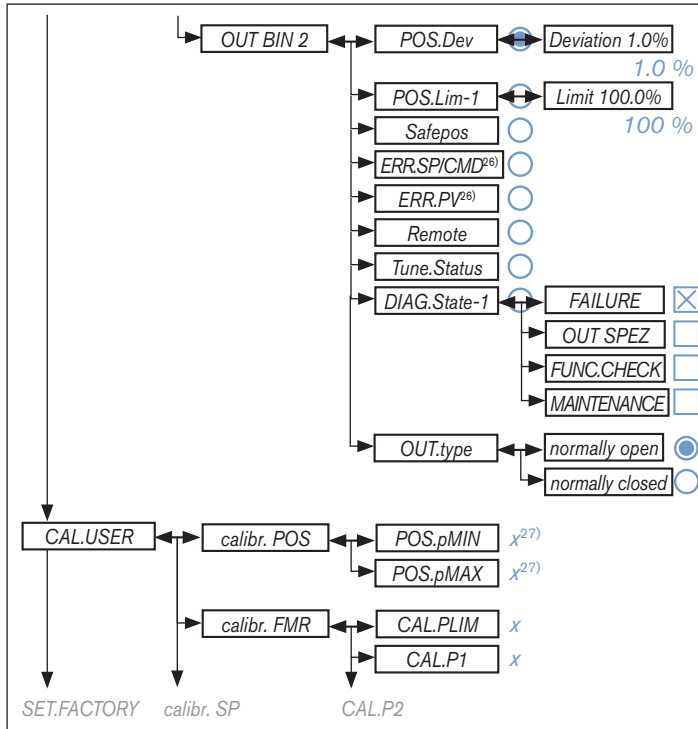 OUT BIN 2 POS.Dev Deviation 1.0%
1.0 %
POS.Lim-1 Limit 100.0%
100 %
Safepos
ERR.SP/CMD26)
ERR.PV26)
Remote
Tune.Status
DIAG.State-1 FAILURE
OUT SPEZ
FUNC.CHECK
MAINTENANCE
OUT.type normally open
normally closed
CAL.USER calibr. POS POS.pMIN x27)
POS.pMAX x27)
calibr. FMR CAL.PLIM x
CAL.P1 x
SET.FACTORY calibr. SP CAL.P2